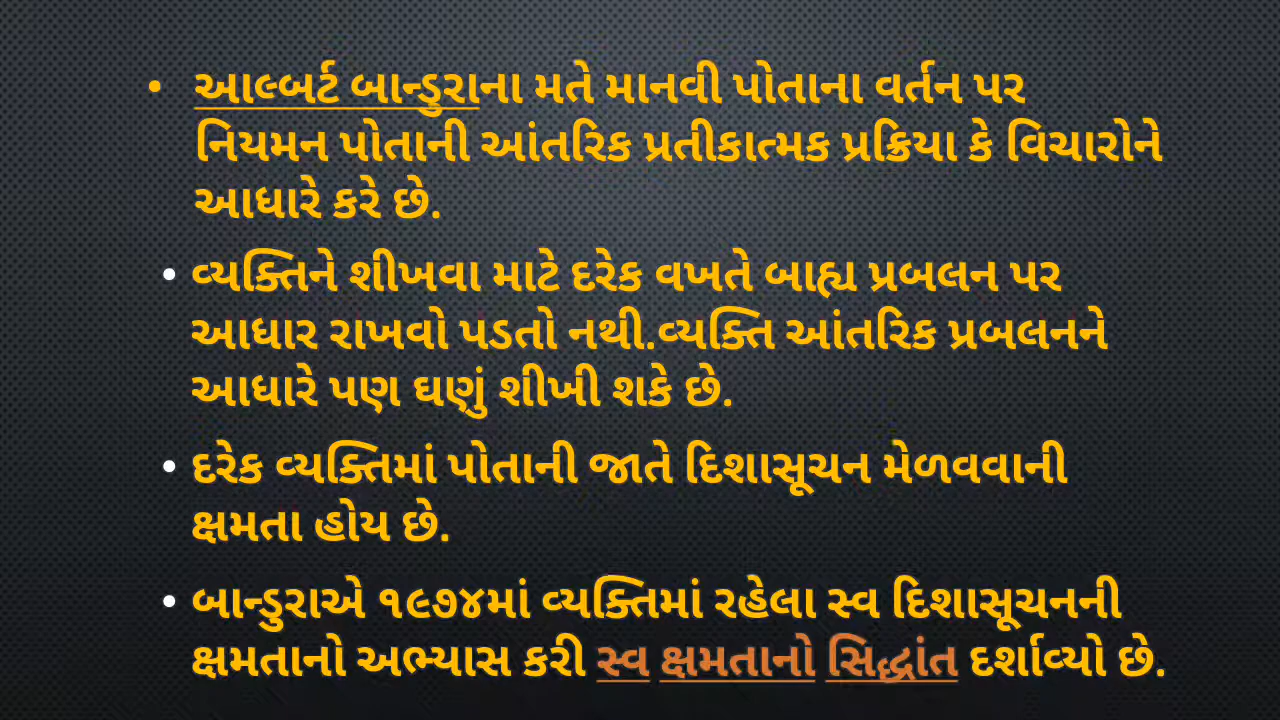 • આલ્બર્ટ બાન્ડુરાના મતે માનવી પોતાના વર્તન પર
નિયમન પોતાની આંતરિક પ્રતીકાત્મક પ્રક્રિયા કે વિચારોને
આધારે કરે છે.
• વ્યક્તિને શીખવા માટે દરેક વખતે બાહ્ય પ્રબલન પર
આધાર રાખવો પડતો નથી.વ્યક્તિ આંતરિક પ્રબલનને
આધારે પણ ઘણું શીખી શકે છે.
• દરેક વ્યક્તિમાં પોતાની જાતે દિશાસૂચન મેળવવાની
ક્ષમતા હોય છે.
• બાન્ડુરાએ ૧૯૭૪માં વ્યક્તિમાં રહેલા સ્વ દિશાસૂચનની
ક્ષમતાનો અભ્યાસ કરી સ્વ ક્ષમતાનો સિદ્ધાંત દર્શાવ્યો છે.